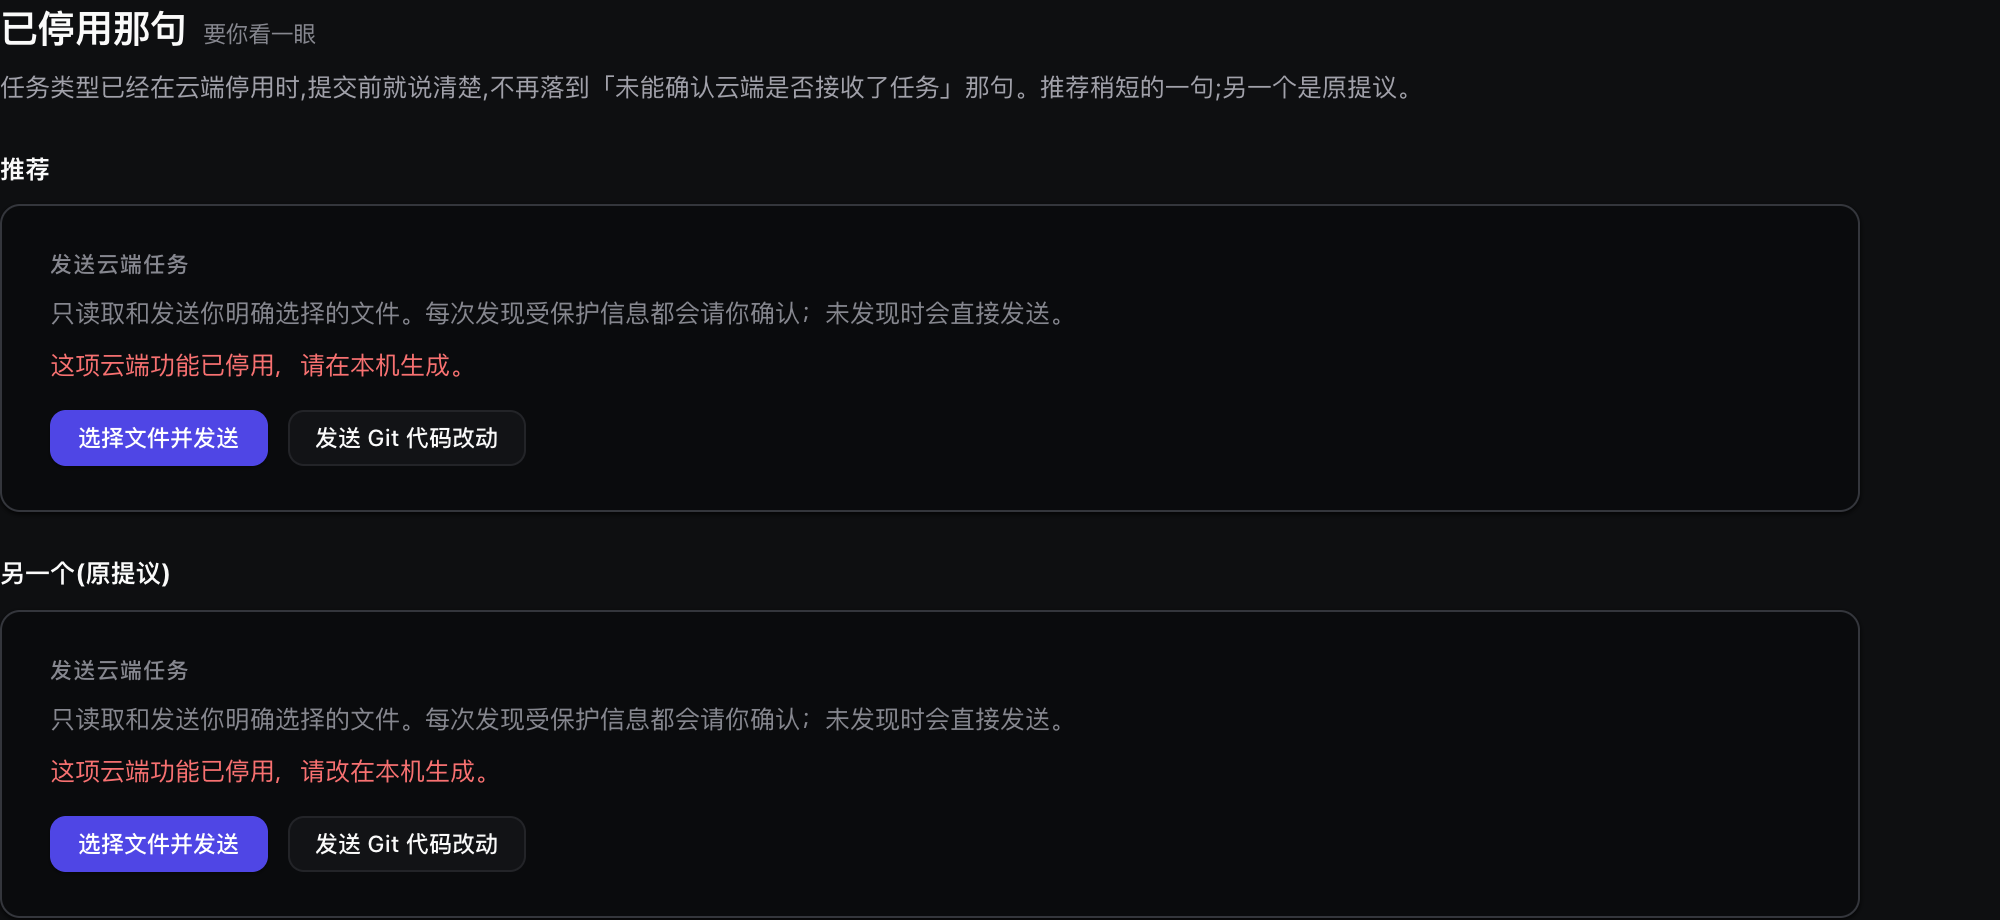 已停用那句 要你看一眼
任务类型已经在云端停用时,提交前就说清楚,不再落到「未能确认云端是否接收了任务」那句。推荐稍短的一句;另一个是原提议。
推荐
发送云端任务
只读取和发送你明确选择的文件。每次发现受保护信息都会请你确认；未发现时会直接发送。
这项云端功能已停用，请在本机生成。
选择文件并发送 发送 Git 代码改动
另一个(原提议)
发送云端任务
只读取和发送你明确选择的文件。每次发现受保护信息都会请你确认；未发现时会直接发送。
这项云端功能已停用，请改在本机生成。
选择文件并发送 发送 Git 代码改动